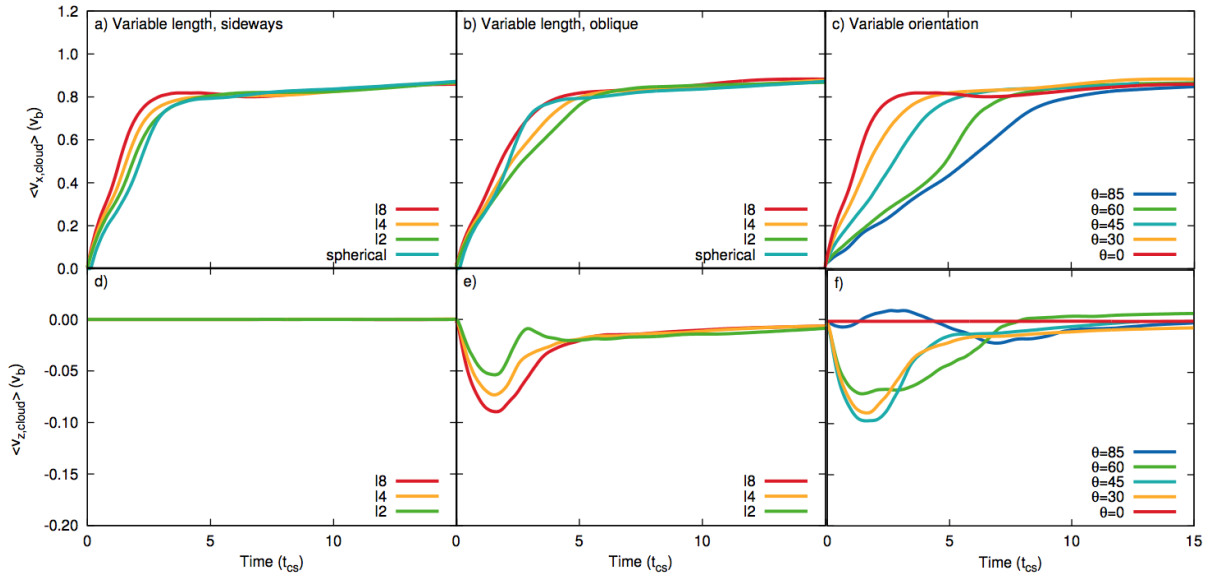 a) Variable length, sideways
b) Variable length, oblique
c) Variable orientation
1.2
1.0
0.8
0.6
0.4
0.2
0.0
<v_x,cloud> (v_b)
l8
l4
l2
spherical
l8
l4
l2
spherical
θ=85
θ=60
θ=45
θ=30
θ=0
d)
e)
f)
0.00
-0.05
-0.10
-0.15
-0.20
<v_z,cloud> (v_b)
l8
l4
l2
l8
l4
l2
θ=85
θ=60
θ=45
θ=30
θ=0
0 5 10 0 5 10 0 5 10 15
Time (t_cs)
Time (t_cs)
Time (t_cs)